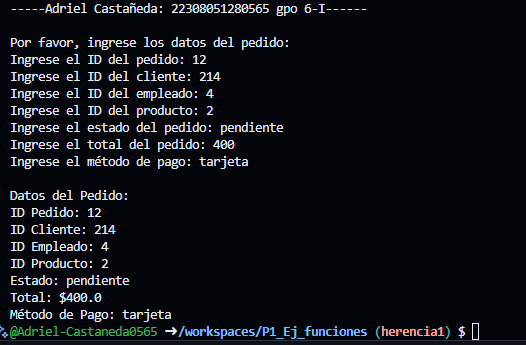 -----Adriel Castañeda: 22308051280565 gpo 6-I------
Por favor, ingrese los datos del pedido:
Ingrese el ID del pedido: 12
Ingrese el ID del cliente: 214
Ingrese el ID del empleado: 4
Ingrese el ID del producto: 2
Ingrese el estado del pedido: pendiente
Ingrese el total del pedido: 400
Ingrese el método de pago: tarjeta
Datos del Pedido:
ID Pedido: 12
ID Cliente: 214
ID Empleado: 4
ID Producto: 2
Estado: pendiente
Total: $400.0
Método de Pago: tarjeta
@Adriel-Castaneda0565 ➜/workspaces/P1_Ej_funciones (herencia1) $